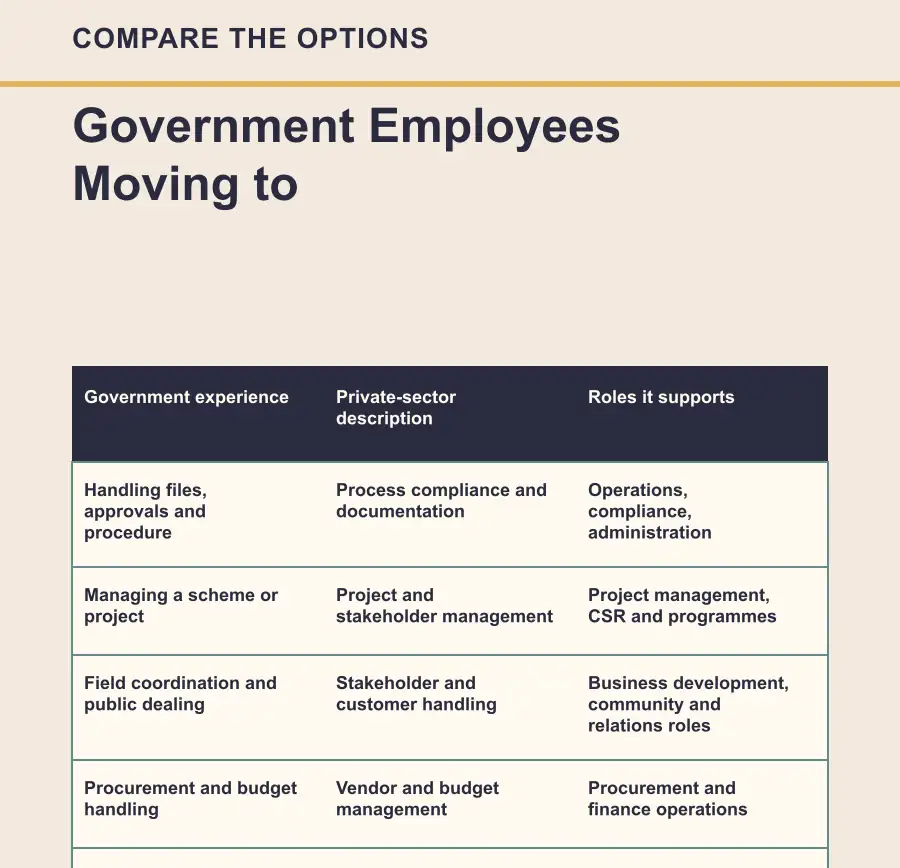 COMPARE THE OPTIONS
Government Employees
Moving to
Government experience
Private-sector
description
Roles it supports
Handling files,
approvals and
procedure
Process compliance and
documentation
Operations,
compliance,
administration
Managing a scheme or
project
Project and
stakeholder management
Project management,
CSR and programmes
Field coordination and
public dealing
Stakeholder and
customer handling
Business development,
community and
relations roles
Procurement and budget
handling
Vendor and budget
management
Procurement and
finance operations